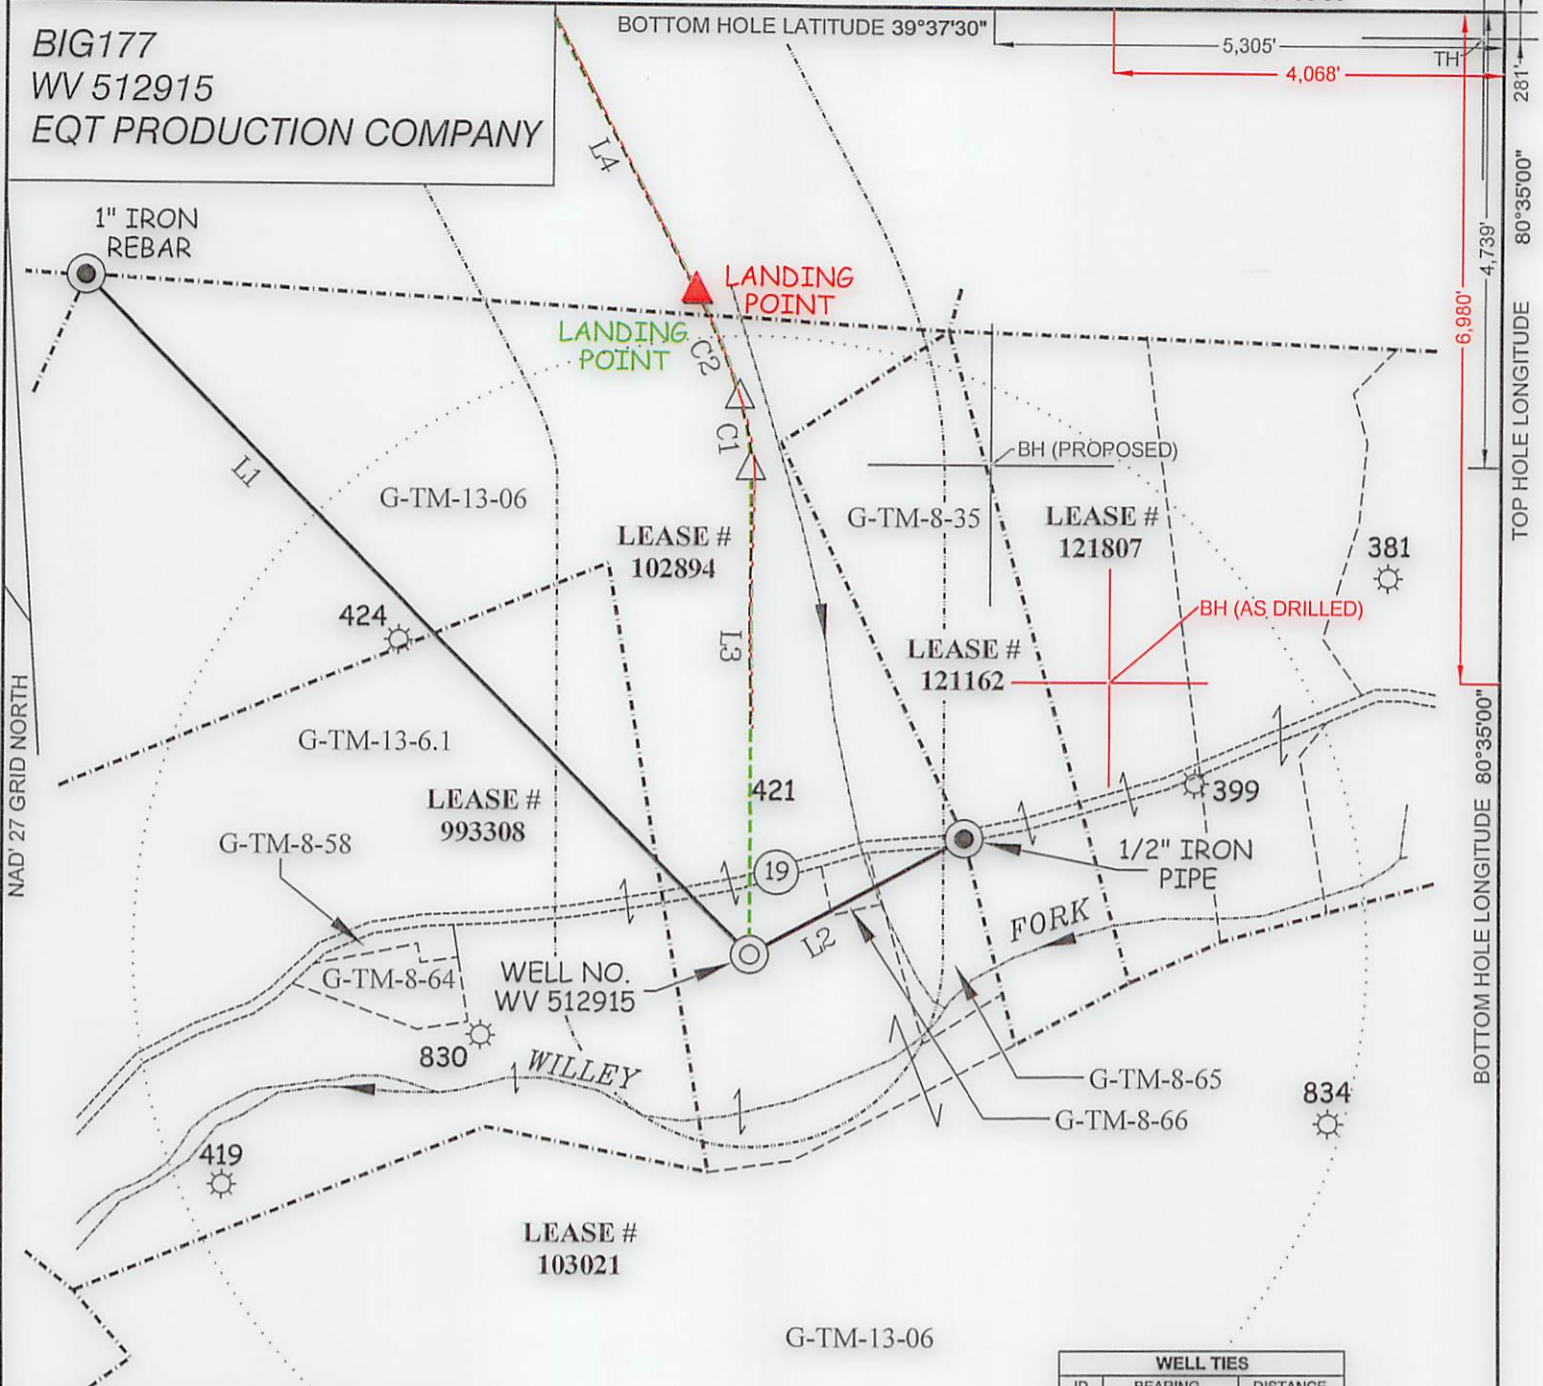 BOTTOM HOLE LATITUDE 39°37'30"
5,305'
TH
4,068'
281'
BIG177
WV 512915
EQT PRODUCTION COMPANY
L4
1" IRON
REBAR
LANDING
POINT
LANDING
POINT
C2
C1
TOP HOLE LONGITUDE 80°35'00"
4,739'
6,980'
BH (PROPOSED)
L1
G-TM-13-06
LEASE #
102894
G-TM-8-35
LEASE #
121807
381
424
L3
BH (AS DRILLED)
LEASE #
121162
NAD' 27 GRID NORTH
G-TM-13-6.1
LEASE #
993308
421
399
G-TM-8-58
19
1/2" IRON
PIPE
BOTTOM HOLE LONGITUDE 80°35'00"
L2
FORK
G-TM-8-64
WELL NO.
WV 512915
830
WILLEY
G-TM-8-65
G-TM-8-66
834
419
LEASE #
103021
G-TM-13-06
WELL TIES
ID BEARING DISTANCE